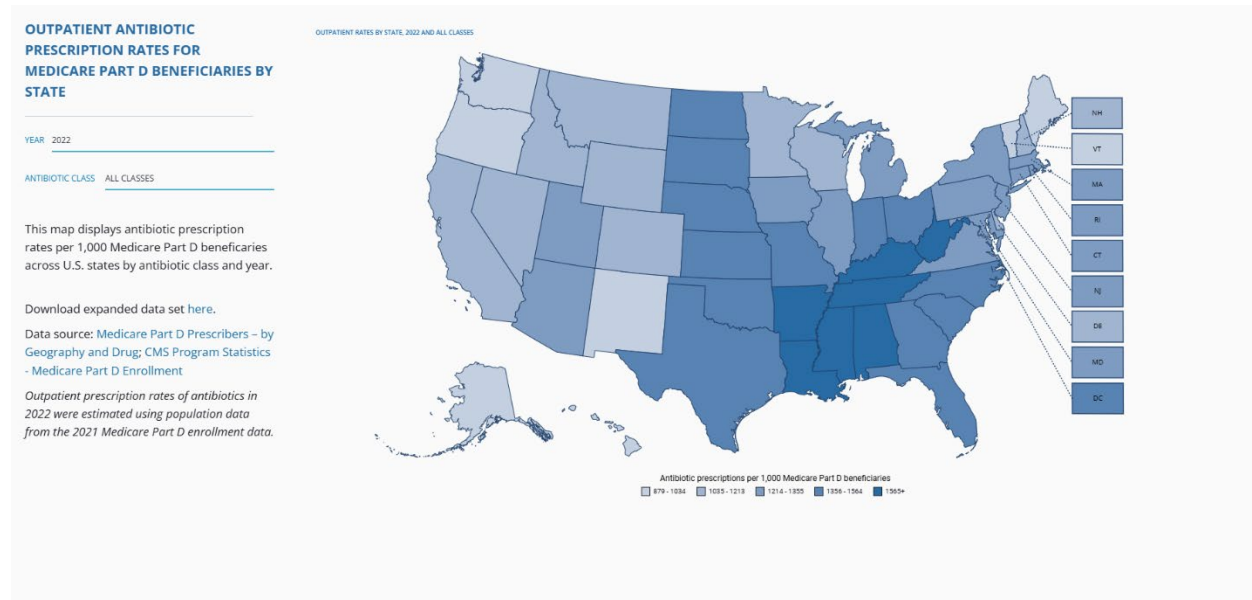 OUTPATIENT ANTIBIOTIC
PRESCRIPTION RATES FOR
MEDICARE PART D BENEFICIARIES BY
STATE
YEAR 2022
ANTIBIOTIC CLASS ALL CLASSES
This map displays antibiotic prescription
rates per 1,000 Medicare Part D beneficaries
across U.S. states by antibiotic class and year.
Download expanded data set here.
Data source: Medicare Part D Prescribers – by
Geography and Drug; CMS Program Statistics
- Medicare Part D Enrollment
Outpatient prescription rates of antibiotics in
2022 were estimated using population data
from the 2021 Medicare Part D enrollment data.
OUTPATIENT RATES BY STATE, 2022 AND ALL CLASSES
NH
VT
MA
RI
CT
NJ
DE
MD
DC
Antibiotic prescriptions per 1,000 Medicare Part D beneficiaries
879 - 1034 1035 - 1213 1214 - 1355 1356 - 1564 1565+